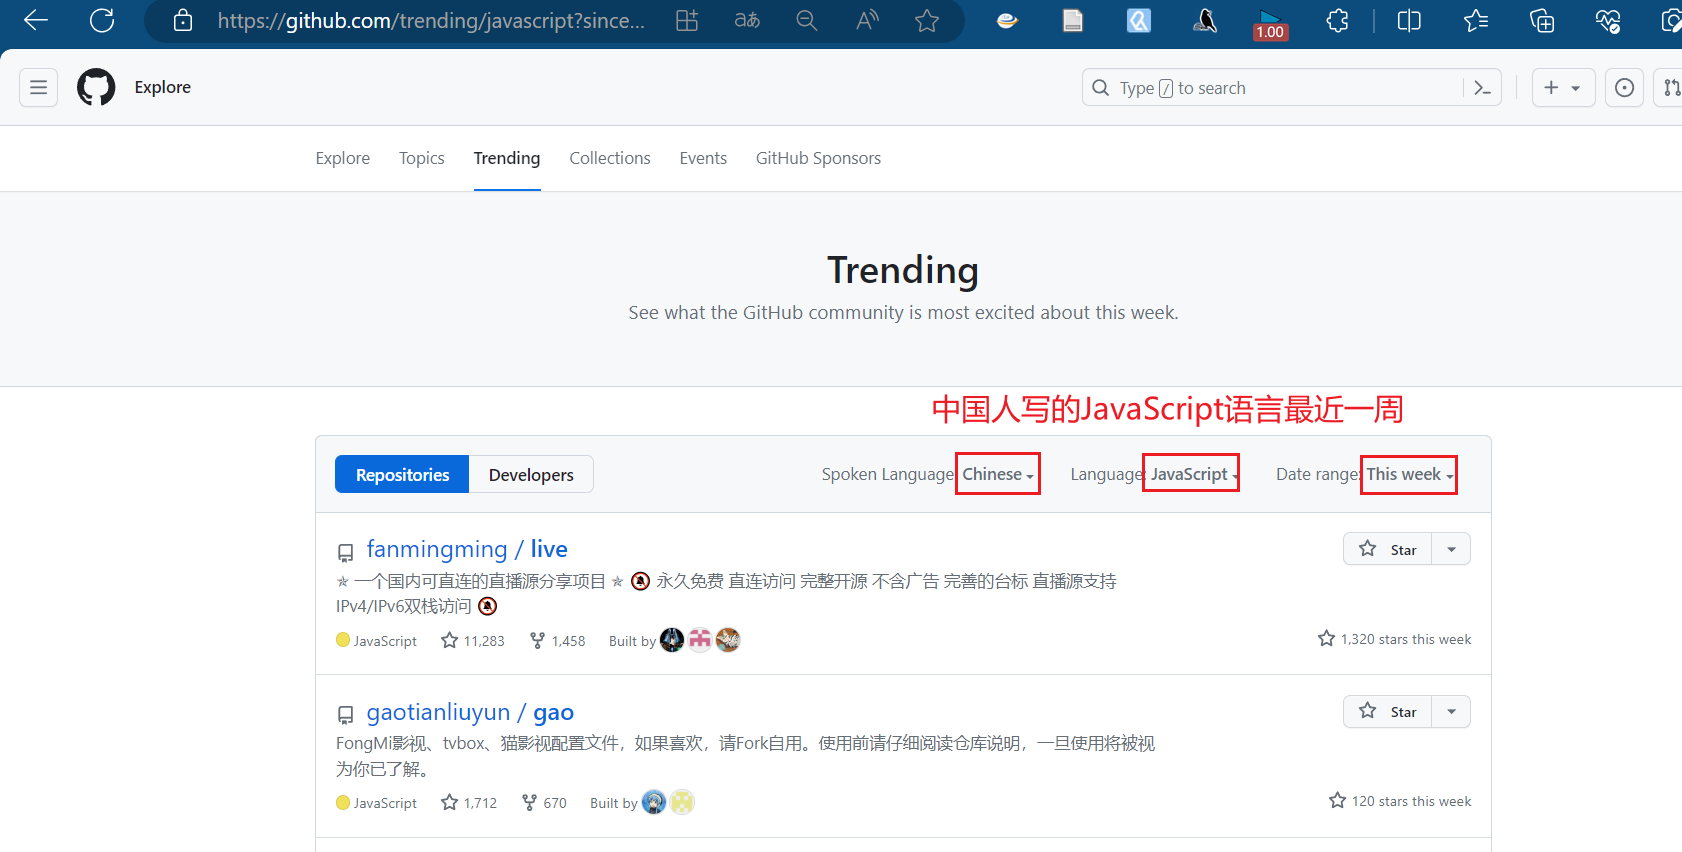 https://github.com/trending/javascript?since...
aあ
A
1.00
Explore
Type / to search
Explore Topics Trending Collections Events GitHub Sponsors
Trending
See what the GitHub community is most excited about this week.
中国人写的JavaScript语言最近一周
Repositories Developers Spoken Language Chinese Language: JavaScript Date range: This week
fanmingming / live
Star
✯ 一个国内可直连的直播源分享项目 ✯ 🔕 永久免费 直连访问 完整开源 不含广告 完善的台标 直播源支持
IPv4/IPv6双栈访问 🔕
JavaScript 11,283 1,458 Built by 1,320 stars this week
gaotianliuyun / gao
Star
FongMi影视、tvbox、猫影视配置文件，如果喜欢，请Fork自用。使用前请仔细阅读仓库说明，一旦使用将被视
为你已了解。
JavaScript 1,712 670 Built by 120 stars this week